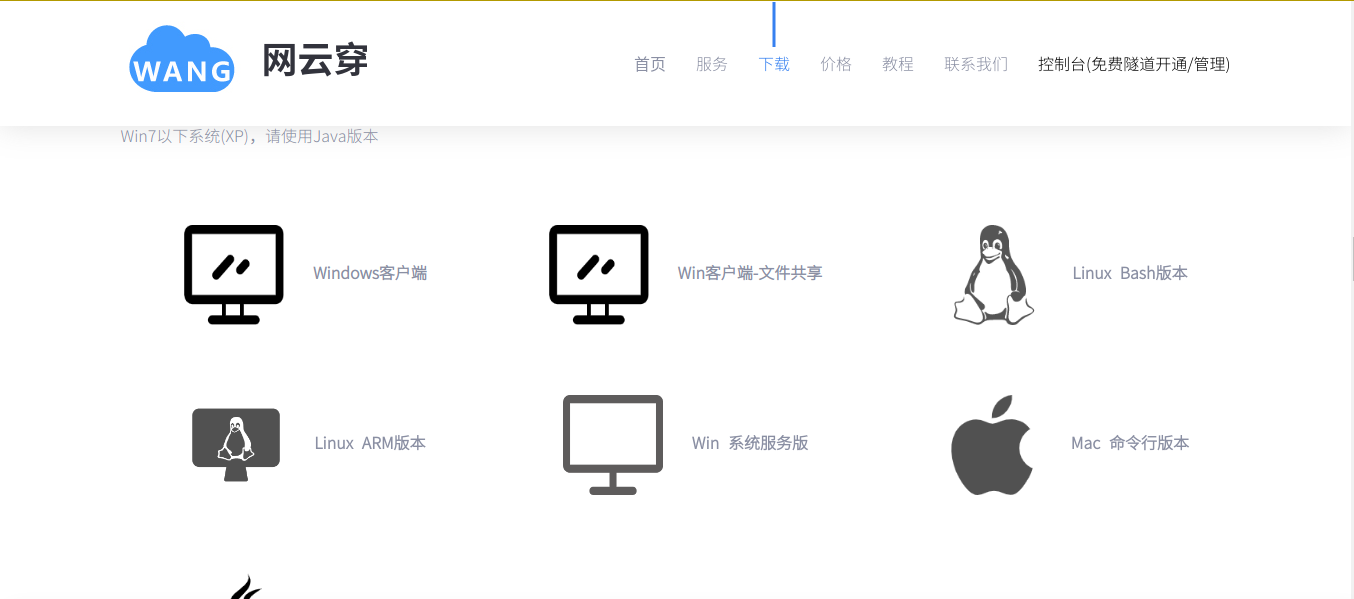 WANG 网云穿 首页 服务 下载 价格 教程 联系我们 控制台(免费隧道开通/管理)
Win7以下系统(XP)，请使用Java版本
Windows客户端 Win客户端-文件共享 Linux Bash版本
Linux ARM版本 Win 系统服务版 Mac 命令行版本